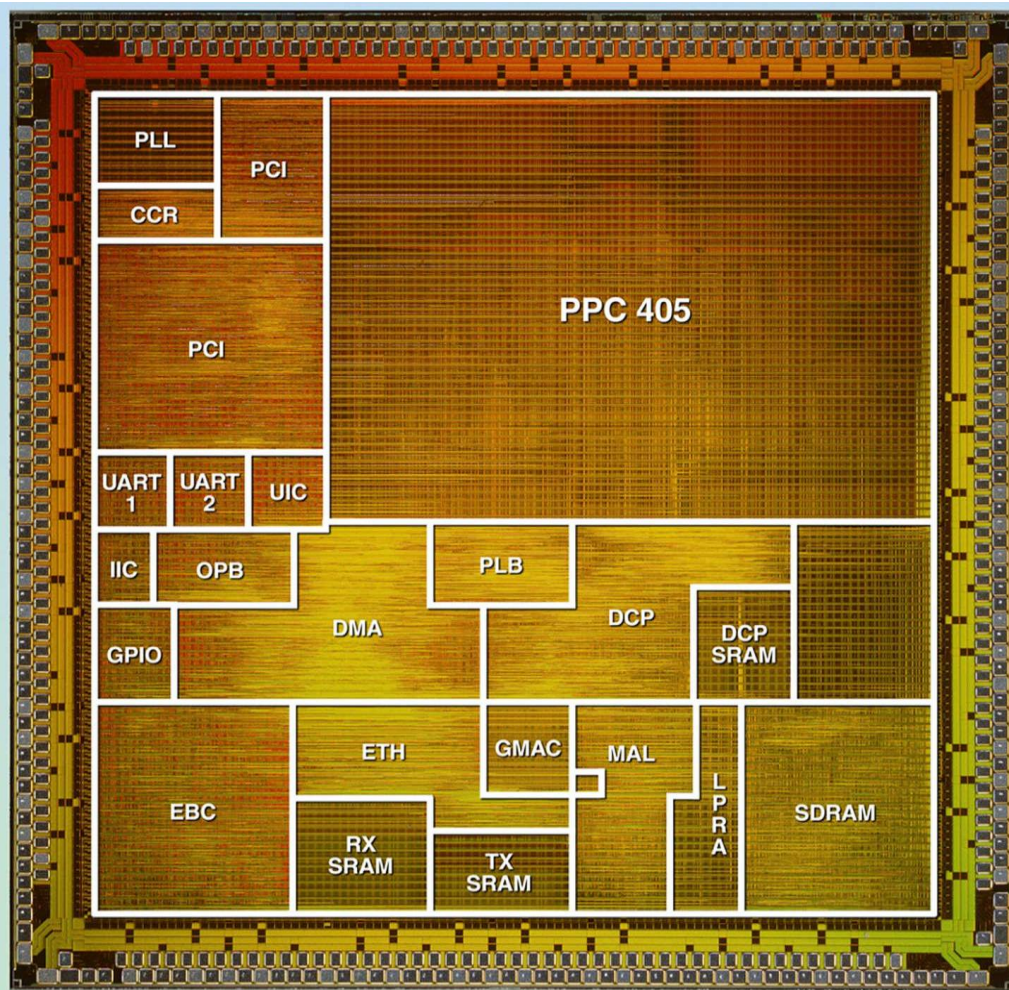 PLL
PCI
CCR
PPC 405
PCI
UART
1
UART
2
UIC
IIC
OPB
PLB
DMA
DCP
DCP
SRAM
GPIO
ETH
GMAC
MAL
EBC
L
P
R
A
SDRAM
RX
SRAM
TX
SRAM